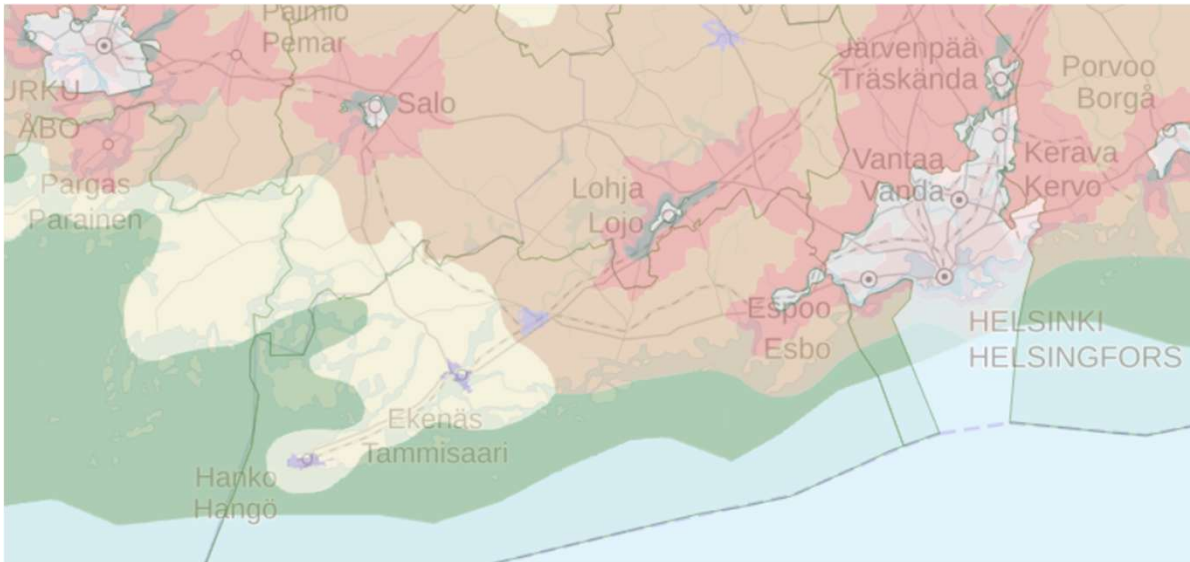 Paimio
Pemar
Järvenpää
Träskända
Porvoo
Borgå
URKU
ÅBO
Salo
Vantaa
Vanda
Kerava
Kervo
Pargas
Parainen
Lohja
Lojo
Espoo
Esbo
HELSINKI
HELSINGFORS
Ekenäs
Tammisaari
Hanko
Hangö